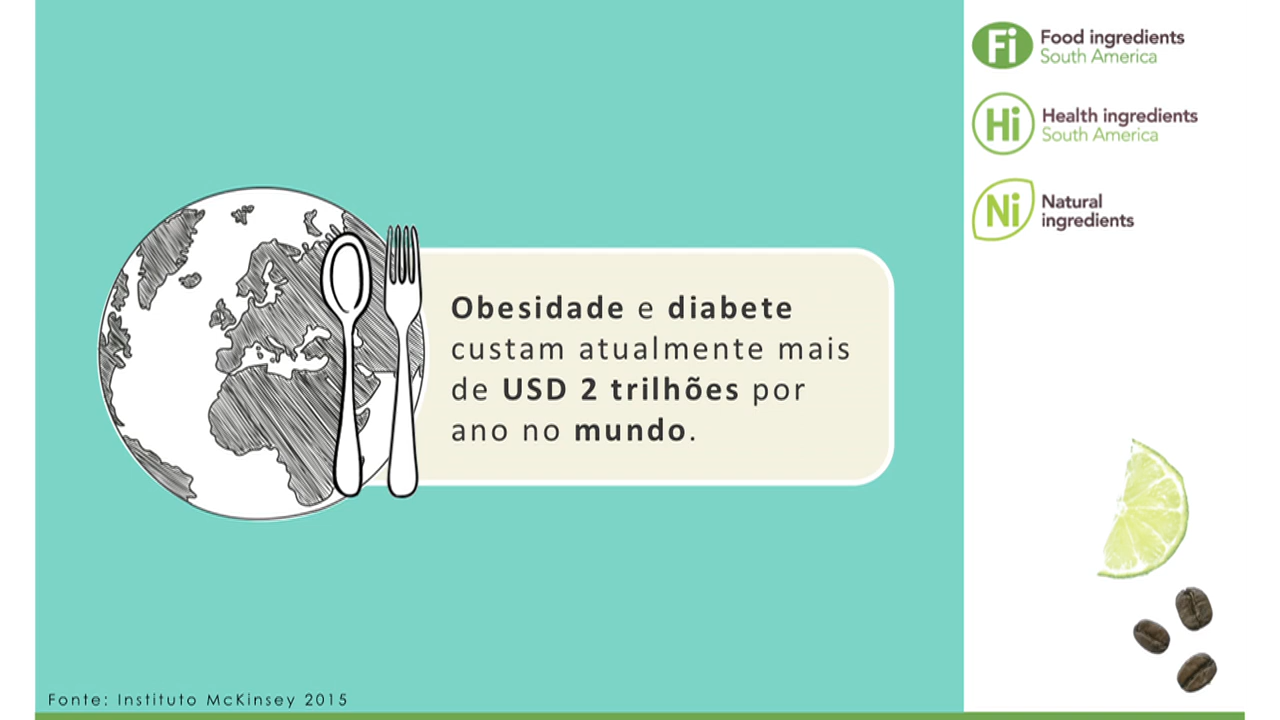 Obesidade e diabete
custam atualmente mais
de USD 2 trilhões por
ano no mundo.
Fonte: Instituto McKinsey 2015
Fi Food ingredients
South America
Hi Health ingredients
South America
Ni Natural
ingredients